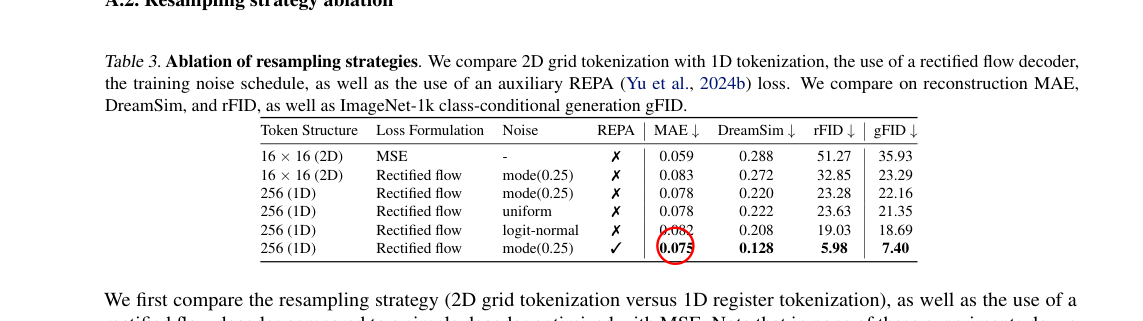 A.2. Resampling strategy ablation
Table 3. Ablation of resampling strategies. We compare 2D grid tokenization with 1D tokenization, the use of a rectified flow decoder,
the training noise schedule, as well as the use of an auxiliary REPA (Yu et al., 2024b) loss. We compare on reconstruction MAE,
DreamSim, and rFID, as well as ImageNet-1k class-conditional generation gFID.
Token Structure Loss Formulation Noise REPA MAE ↓ DreamSim ↓ rFID ↓ gFID ↓
16 × 16 (2D) MSE - ✗ 0.059 0.288 51.27 35.93
16 × 16 (2D) Rectified flow mode(0.25) ✗ 0.083 0.272 32.85 23.29
256 (1D) Rectified flow mode(0.25) ✗ 0.078 0.220 23.28 22.16
256 (1D) Rectified flow uniform ✗ 0.078 0.222 23.63 21.35
256 (1D) Rectified flow logit-normal ✗ 0.082 0.208 19.03 18.69
256 (1D) Rectified flow mode(0.25) ✓ 0.075 0.128 5.98 7.40
We first compare the resampling strategy (2D grid tokenization versus 1D register tokenization), as well as the use of a